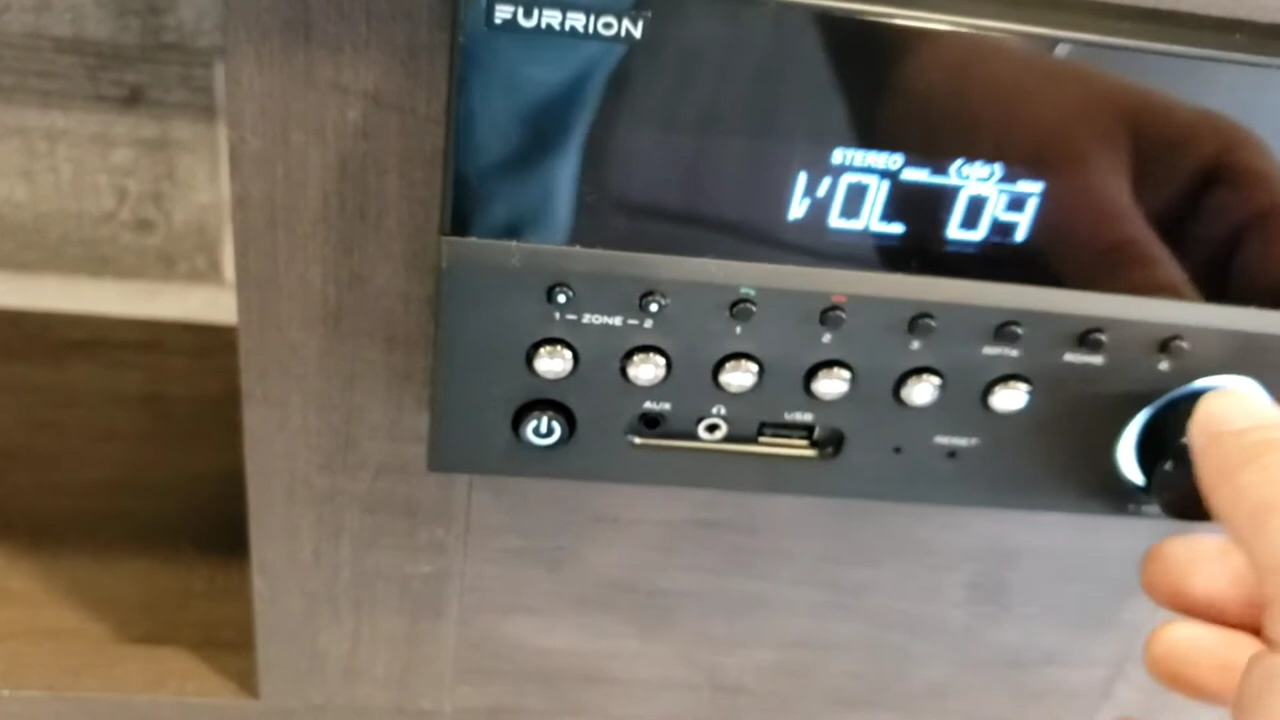 FURRION
STEREO
VOL 04
1 - ZONE - 2
1
2
3
AUX
USB
RESET